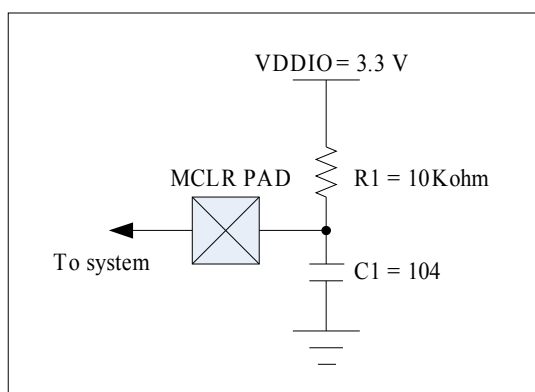 VDDIO = 3.3 V
R1 = 10Kohm
MCLR PAD
To system
C1 = 104